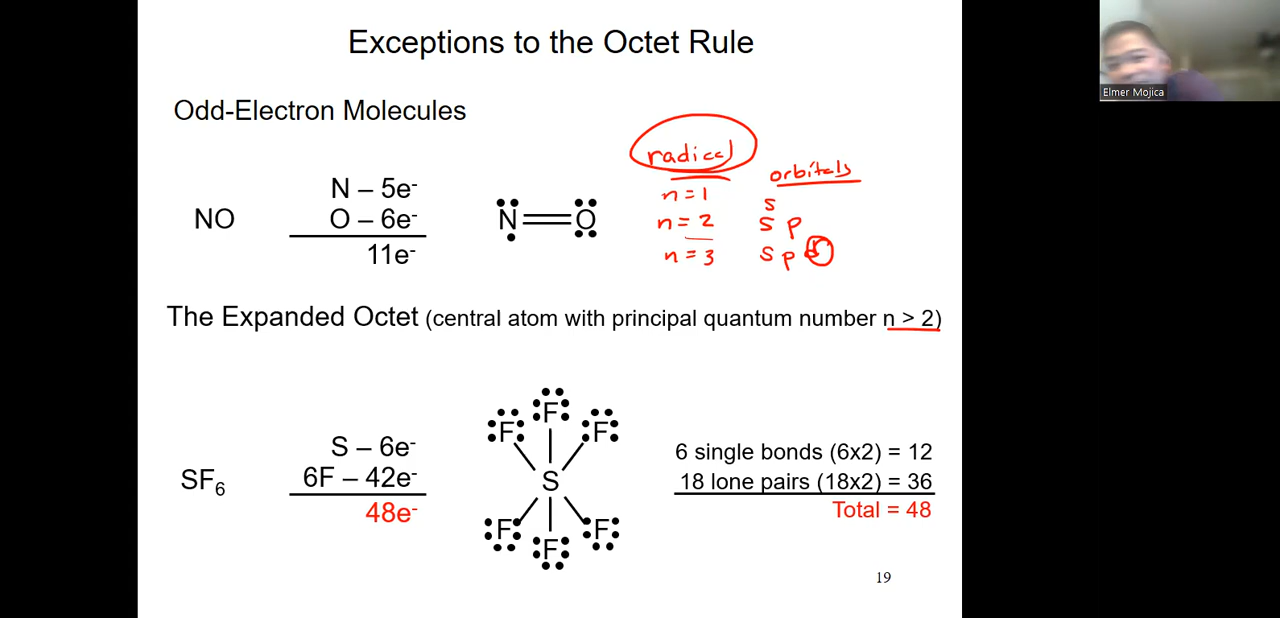 Exceptions to the Octet Rule
Elmer Mojica
Odd-Electron Molecules
radical
orbitals
NO
N – 5e-
O – 6e-
11e-
N O
n = 1 s
n = 2 s p
n = 3 s p d
The Expanded Octet (central atom with principal quantum number n > 2)
SF6
S – 6e-
6F – 42e-
48e-
F
F F
S
F F
F
6 single bonds (6x2) = 12
18 lone pairs (18x2) = 36
Total = 48
19